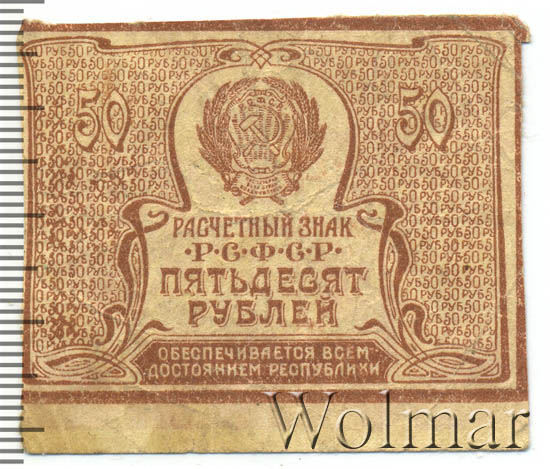 50 50
РАСЧЕТНЫЙ ЗНАК
·Р·С·Ф·С·Р·
ПЯТЬДЕСЯТ
РУБЛЕЙ
ОБЕСПЕЧИВАЕТСЯ ВСЕМ
ДОСТОЯНИЕМ РЕСПУБЛИКИ
Wolmar